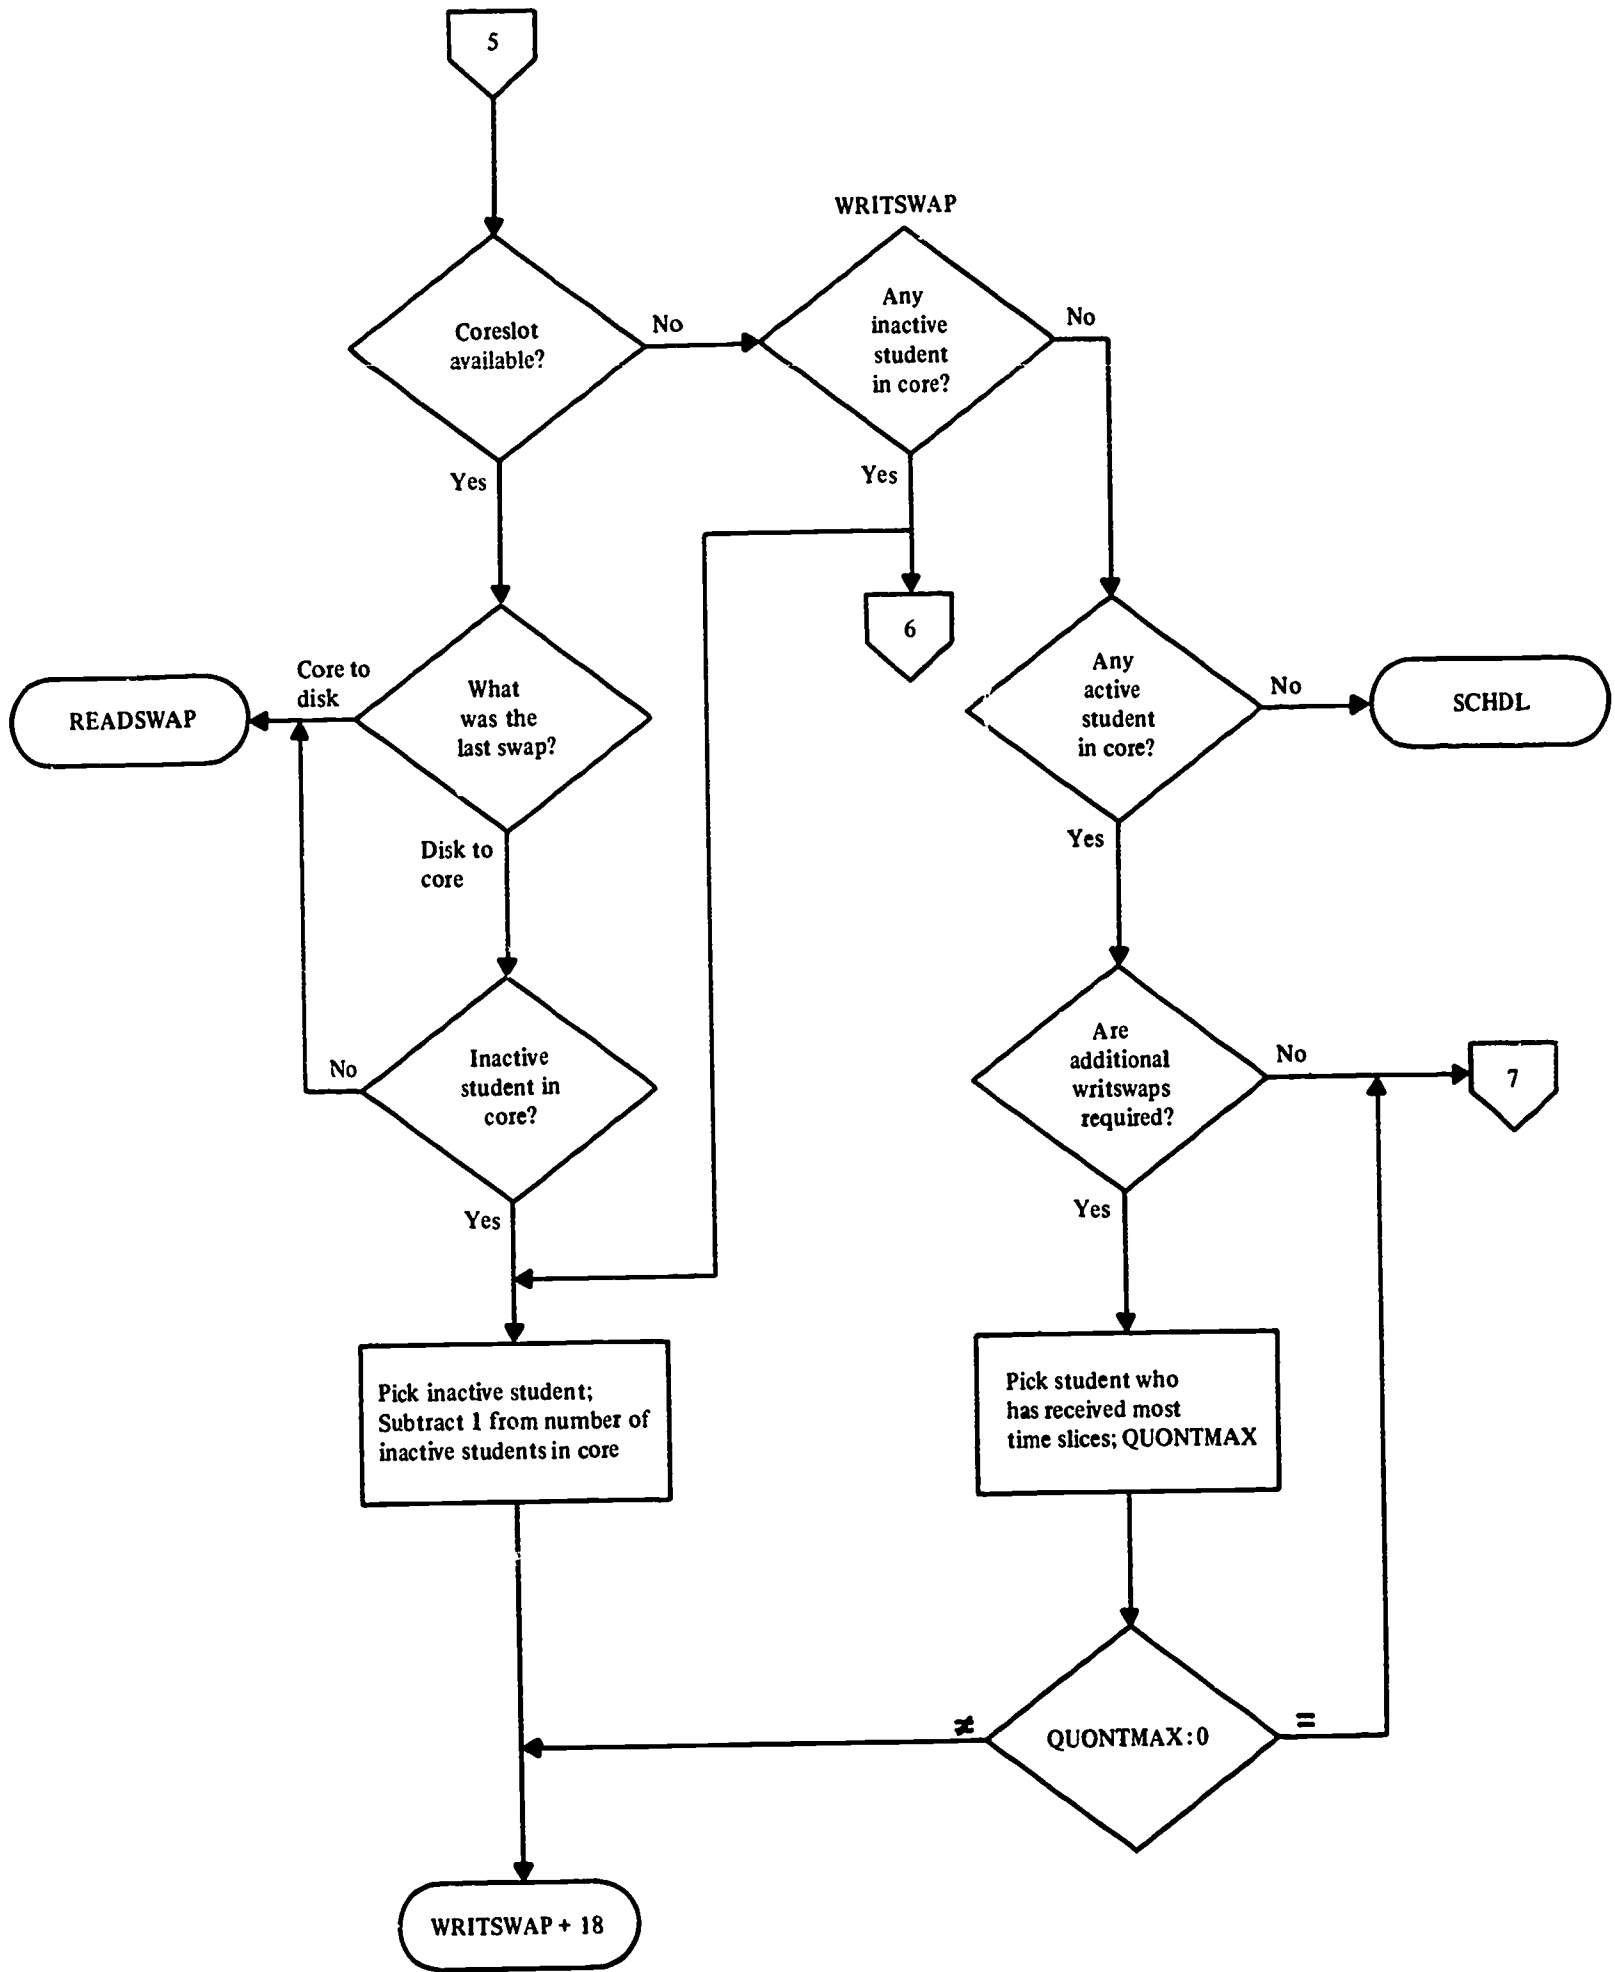 5
WRITSWAP
Coreslot
available?
No
Any
inactive
student
in core?
No
Yes
Yes
6
Core to
disk
READSWAP
What
was the
last swap?
Any
active
student
in core?
No
SCHDL
Disk to
core
Yes
No
Inactive
student in
core?
Are
additional
writswaps
required?
No
7
Yes
Yes
Pick inactive student;
Subtract 1 from number of
inactive students in core
Pick student who
has received most
time slices; QUONTMAX
≠
QUONTMAX:0
=
WRITSWAP + 18